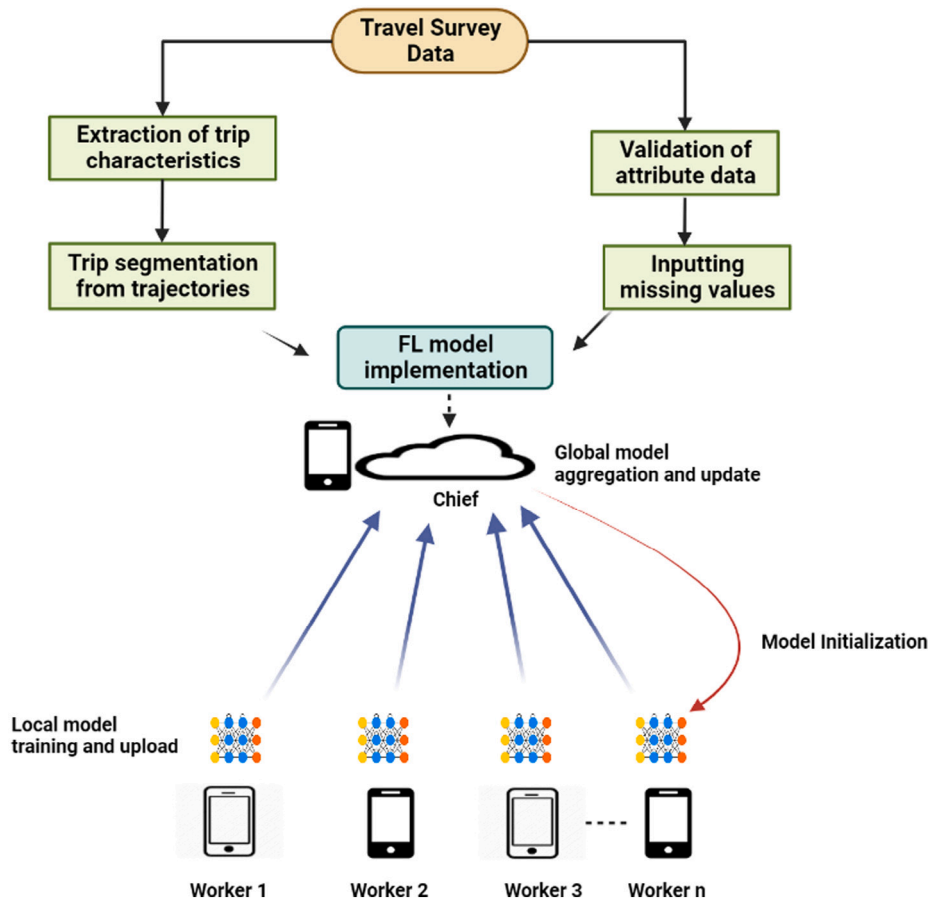 Travel Survey
Data
Extraction of trip
characteristics
Validation of
attribute data
Trip segmentation
from trajectories
Inputting
missing values
FL model
implementation
Global model
aggregation and update
Chief
Model Initialization
Local model
training and upload
Worker 1
Worker 2
Worker 3
Worker n